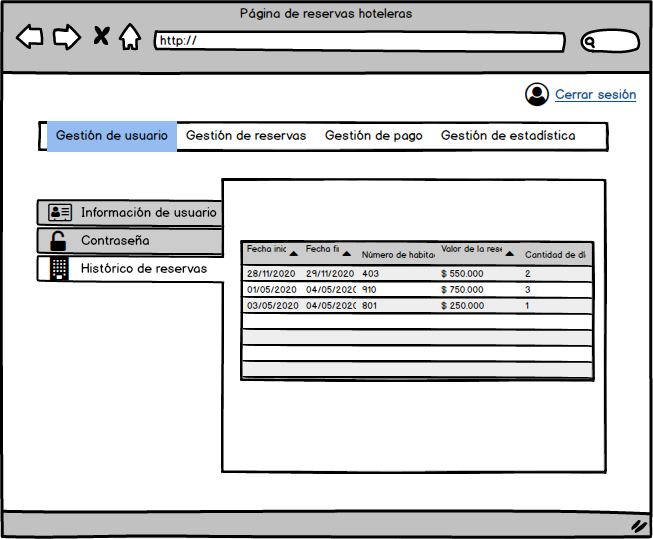 Página de reservas hoteleras
http://
Cerrar sesión
Gestión de usuario Gestión de reservas Gestión de pago Gestión de estadística
Información de usuario
Contraseña
Histórico de reservas
Fecha inic Fecha fi Número de habita Valor de la rese Cantidad de di
28/11/2020 29/11/2020 403 $ 550.000 2
01/05/2020 04/05/202 910 $ 750.000 3
03/05/2020 04/05/202 801 $ 250.000 1